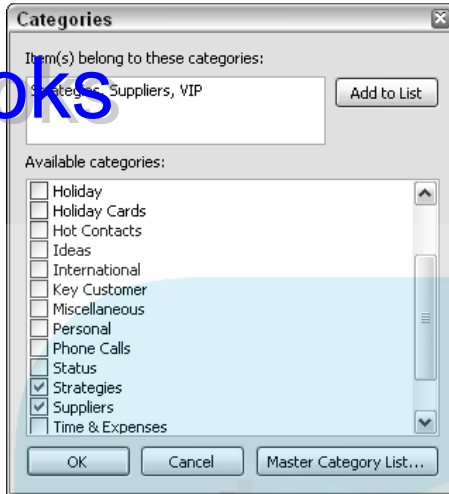 Categories
Item(s) belong to these categories:
oks
Strategies, Suppliers, VIP
Add to List
Available categories:
Holiday
Holiday Cards
Hot Contacts
Ideas
International
Key Customer
Miscellaneous
Personal
Phone Calls
Status
Strategies
Suppliers
Time & Expenses
OK Cancel Master Category List...